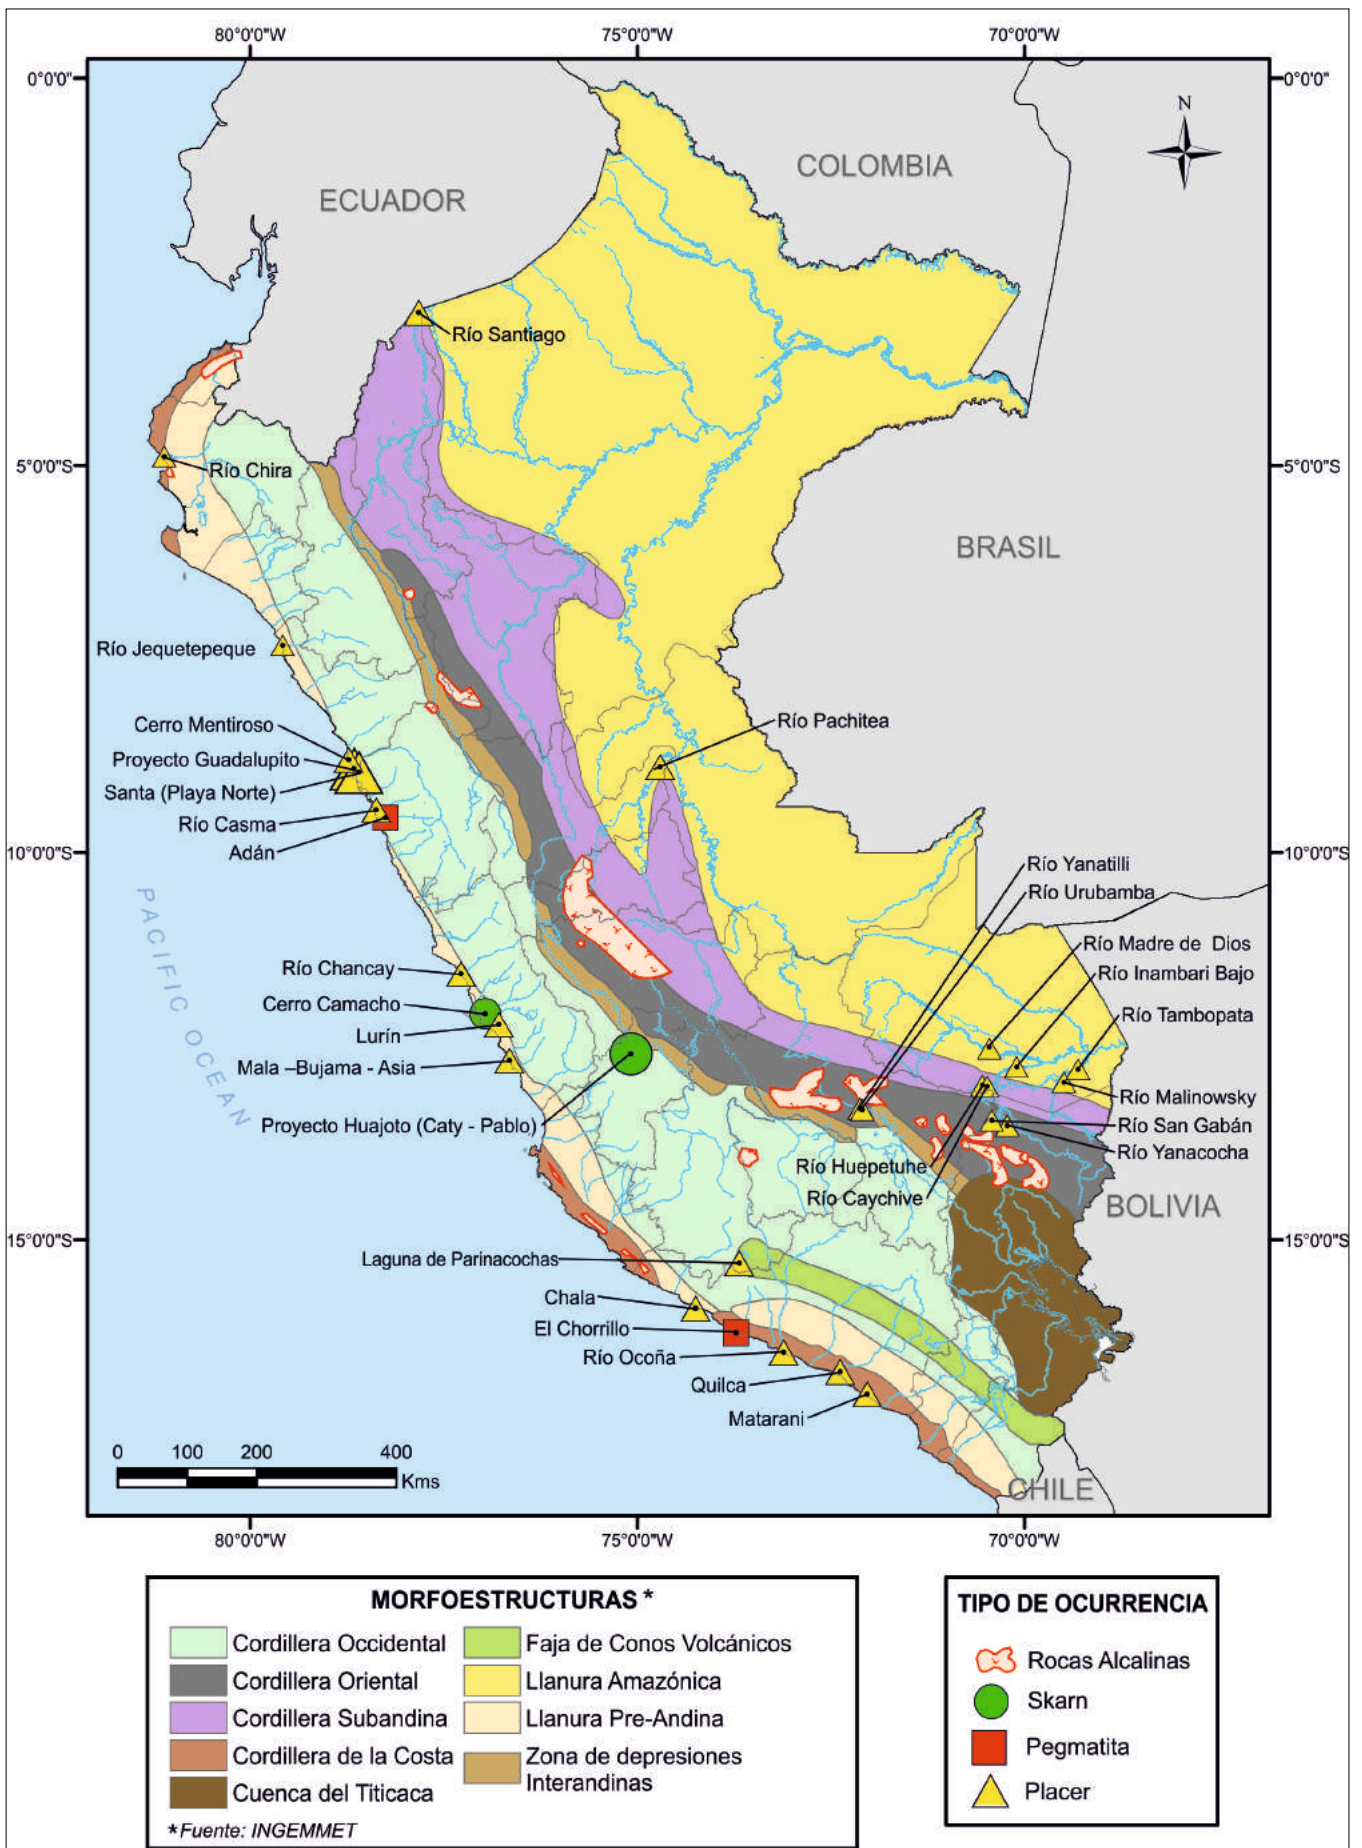 80°0'0"W
75°0'0"W
70°0'0"W
0°0'0"
0°0'0"
N
COLOMBIA
ECUADOR
Río Santiago
5°0'0"S
Río Chira
5°0'0"S
BRASIL
Río Jequetepeque
Río Pachitea
Cerro Mentiroso
Proyecto Guadalupito
Santa (Playa Norte)
Río Casma
Adán
10°0'0"S
10°0'0"S
Río Yanatilli
Río Urubamba
PACIFIC OCEAN
Río Madre de Dios
Río Inambari Bajo
Río Chancay
Cerro Camacho
Río Tambopata
Lurín
Mala –Bujama - Asia
Río Malinowsky
Proyecto Huajoto (Caty - Pablo)
Río San Gabán
Río Yanacocha
Río Huepetuhe
Río Caychive
BOLIVIA
15°0'0"S
15°0'0"S
Laguna de Parinacochas
Chala
El Chorrillo
Río Ocoña
Quilca
Matarani
0 100 200 400
Kms
CHILE
80°0'0"W
75°0'0"W
70°0'0"W
MORFOESTRUCTURAS *
Cordillera Occidental
Cordillera Oriental
Cordillera Subandina
Cordillera de la Costa
Cuenca del Titicaca
Faja de Conos Volcánicos
Llanura Amazónica
Llanura Pre-Andina
Zona de depresiones
Interandinas
*Fuente: INGEMMET
TIPO DE OCURRENCIA
Rocas Alcalinas
Skarn
Pegmatita
Placer